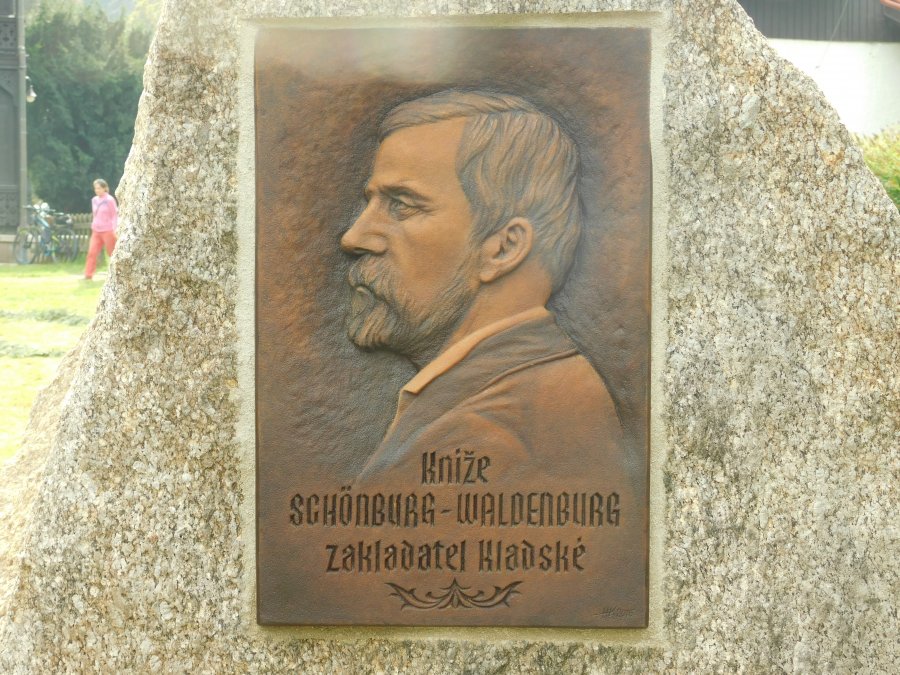 Kníže
SCHÖNBURG-WALDENBURG
zakladatel Kladské